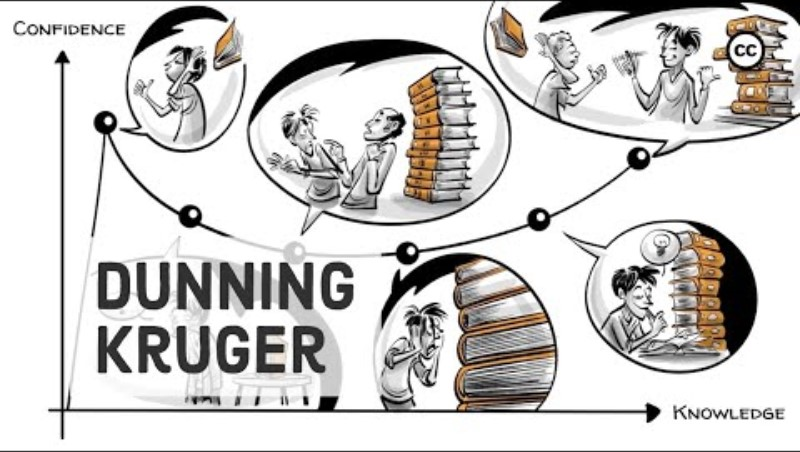 CONFIDENCE
CC
DUNNING
KRUGER
KNOWLEDGE